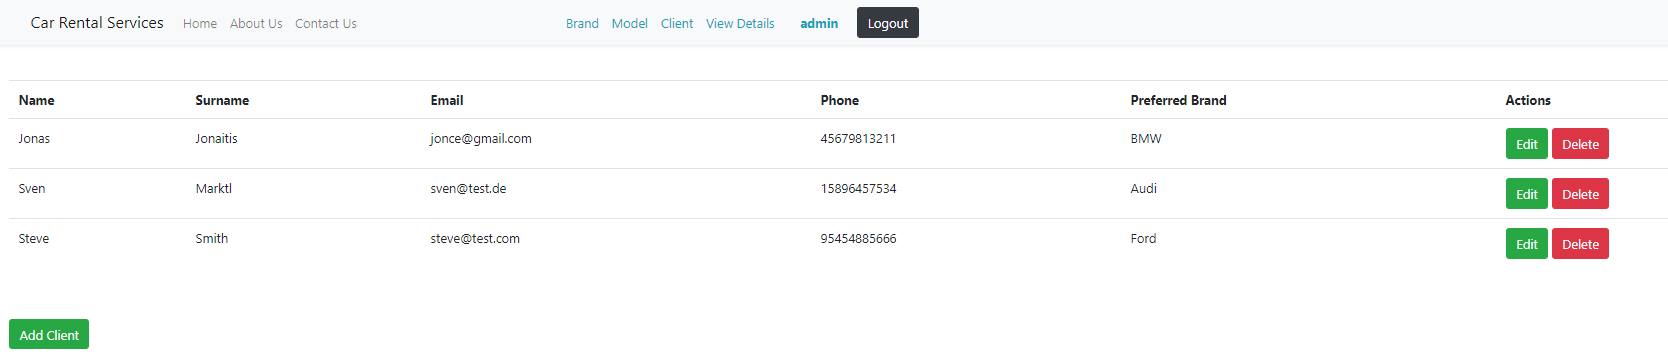 Car Rental Services Home About Us Contact Us Brand Model Client View Details admin Logout
Name Surname Email Phone Preferred Brand Actions
Jonas Jonaitis jonce@gmail.com 45679813211 BMW Edit Delete
Sven Marktl sven@test.de 15896457534 Audi Edit Delete
Steve Smith steve@test.com 95454885666 Ford Edit Delete
Add Client